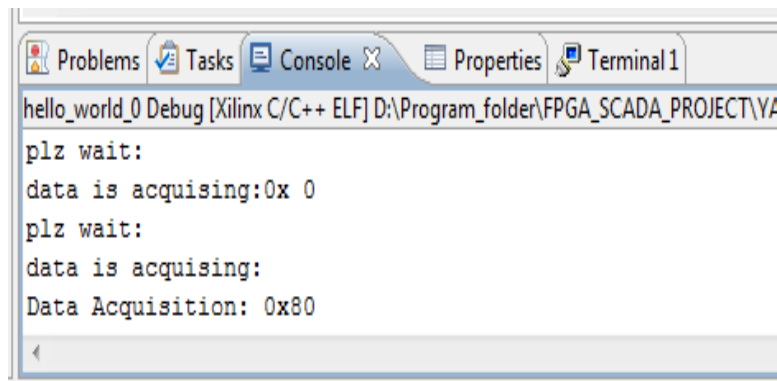 Problems Tasks Console Properties Terminal 1
hello_world_0 Debug [Xilinx C/C++ ELF] D:\Program_folder\FPGA_SCADA_PROJECT\YA
plz wait:
data is acquising:0x 0
plz wait:
data is acquising:
Data Acquisition: 0x80